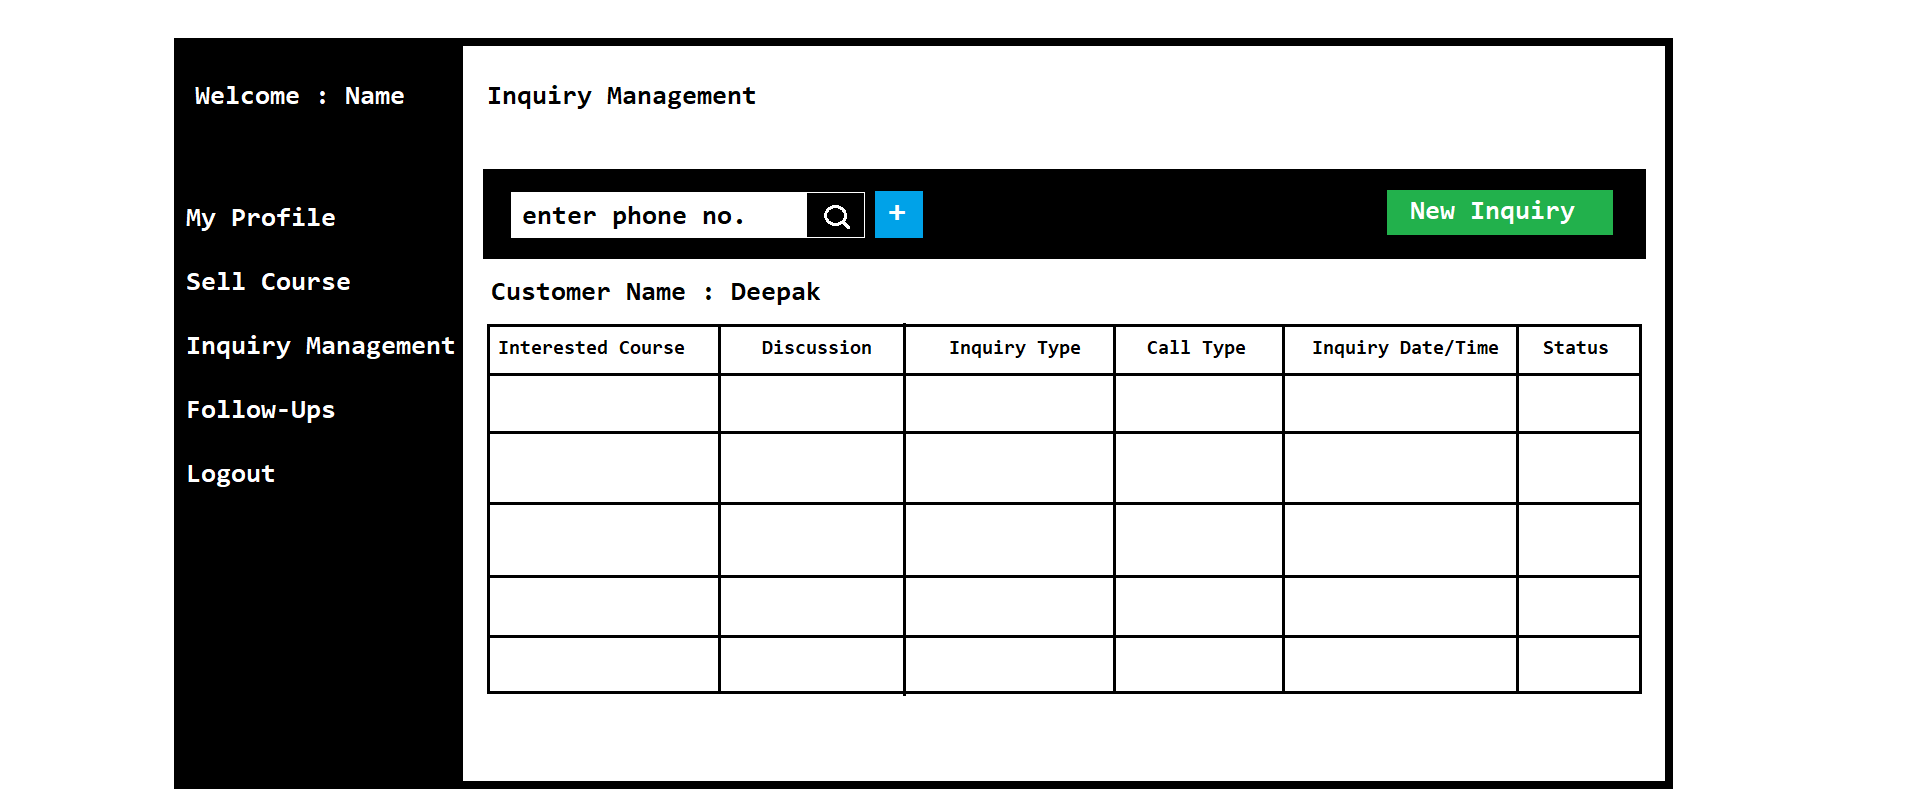 Welcome : Name
My Profile
Sell Course
Inquiry Management
Follow-Ups
Logout
Inquiry Management
enter phone no.
+
New Inquiry
Customer Name : Deepak
Interested Course Discussion Inquiry Type Call Type Inquiry Date/Time Status